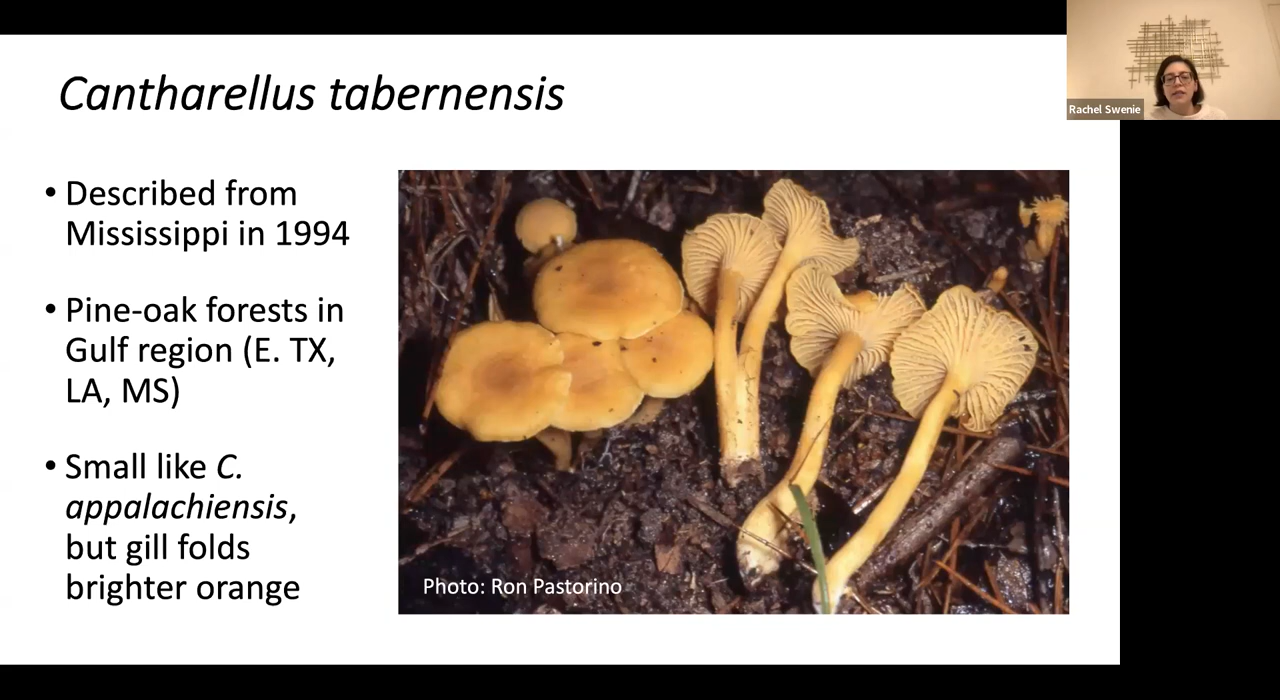 Cantharellus tabernensis
Rachel Swenie
• Described from
Mississippi in 1994
• Pine-oak forests in
Gulf region (E. TX,
LA, MS)
• Small like C.
appalachiensis,
but gill folds
brighter orange
Photo: Ron Pastorino